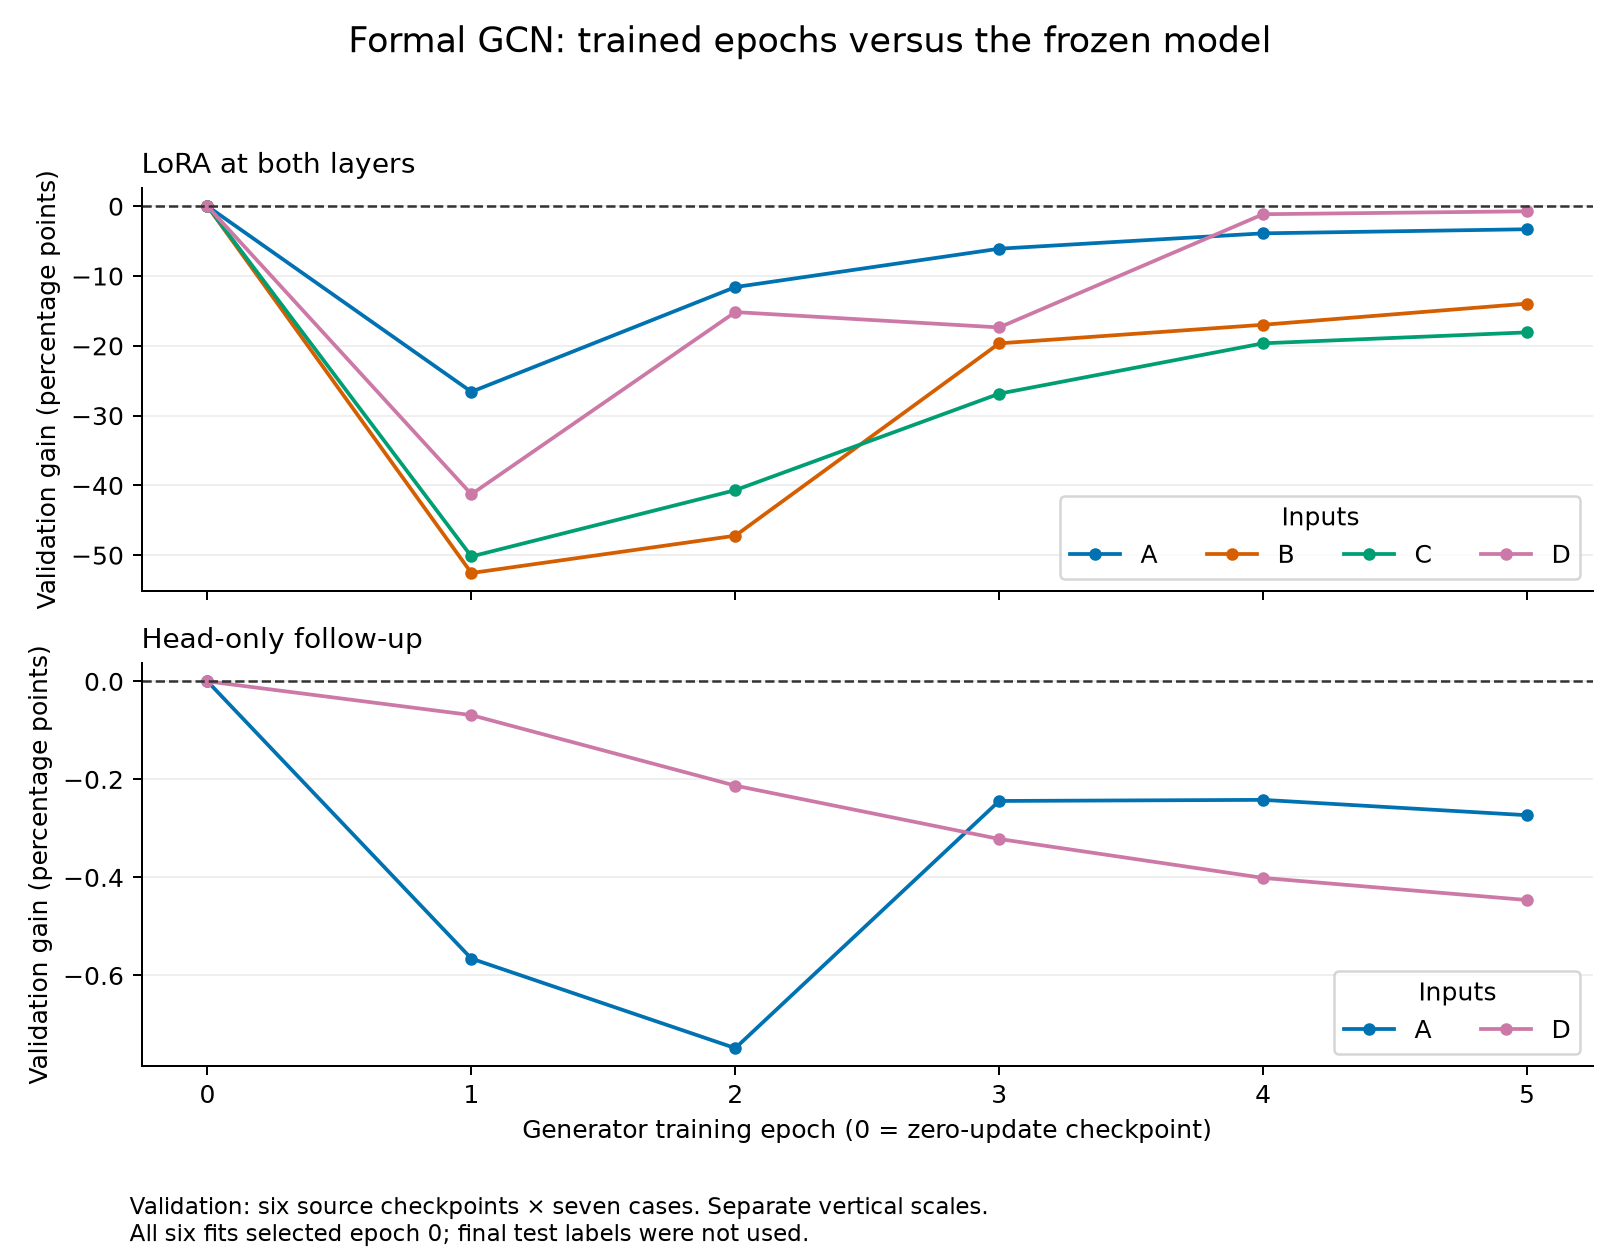 Formal GCN: trained epochs versus the frozen model
LoRA at both layers
Validation gain (percentage points)
0
−10
−20
−30
−40
−50
Inputs
A B C D
Head-only follow-up
Validation gain (percentage points)
0.0
−0.2
−0.4
−0.6
Inputs
A D
0 1 2 3 4 5
Generator training epoch (0 = zero-update checkpoint)
Validation: six source checkpoints × seven cases. Separate vertical scales.
All six fits selected epoch 0; final test labels were not used.